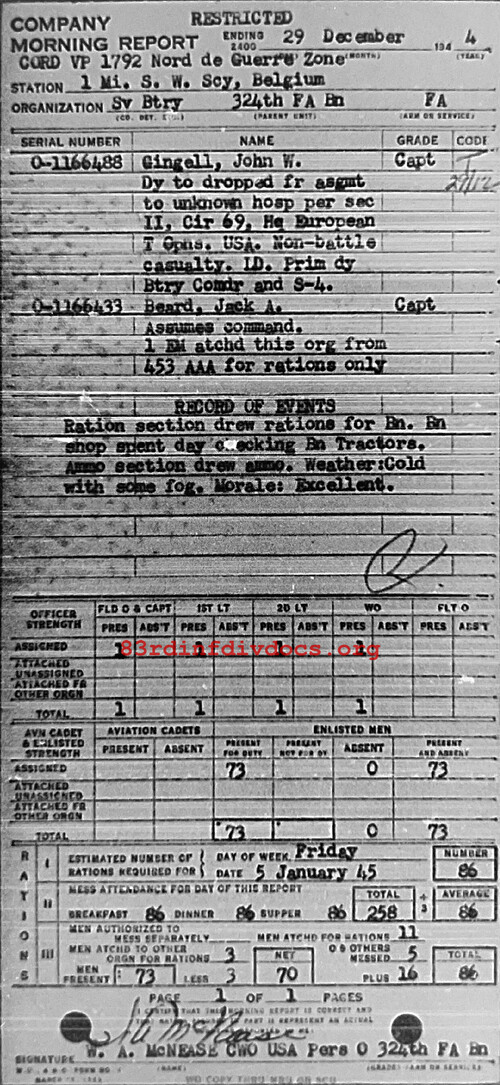 COMPANY RESTRICTED
MORNING REPORT ENDING 2400 29 December 194 4
(MONTH) (YEAR)
CORD VP 1792 Nord de Guerre Zone
STATION 1 Mi. S. W. Scy, Belgium
ORGANIZATION Sv Btry 324th FA Bn FA
(PARENT UNIT) (ARM OR SERVICE)
SERIAL NUMBER NAME GRADE CODE
O-1166488 Gingell, John W. Capt
Dy to dropped fr asgmt
to unknown hosp per sec
II, Cir 69, Hq European
T Opns. USA. Non-battle
casualty. LD. Prim dy
Btry Comdr and S-4.
O-1166433 Beard, Jack A. Capt
Assumes command.
1 EM atchd this org from
453 AAA for rations only
RECORD OF EVENTS
Ration section drew rations for Bn. Bn
shop spent day checking Bn Tractors.
Ammo section drew ammo. Weather:Cold
with some fog. Morale: Excellent.
OFFICER STRENGTH FLD O & CAPT 1ST LT 2D LT WO FLT O
PRES ABS'T PRES ABS'T PRES ABS'T PRES ABS'T PRES ABS'T
ASSIGNED 1 1 1 1
83rdinfdivdocs.org
ATTACHED UNASSIGNED
ATTACHED FR OTHER ORGN
TOTAL 1 1 1 1
AVN CADET & ENLISTED STRENGTH AVIATION CADETS ENLISTED MEN
PRESENT ABSENT PRESENT FOR DUTY PRESENT NOT FOR DY ABSENT PRESENT AND ABSENT
ASSIGNED 73 0 73
ATTACHED UNASSIGNED
ATTACHED FR OTHER ORGN
TOTAL 73 0 73
RATIONS
I ESTIMATED NUMBER OF RATIONS REQUIRED FOR DAY OF WEEK Friday NUMBER
DATE 5 January 45 86
II MESS ATTENDANCE FOR DAY OF THIS REPORT TOTAL ÷ 3 AVERAGE
BREAKFAST 86 DINNER 86 SUPPER 86 258 86
III MEN AUTHORIZED TO MESS SEPARATELY MEN ATCHD FOR RATIONS 11
MEN ATCHD TO OTHER ORGN FOR RATIONS 3 NET O & OTHERS MESSED 5 TOTAL
MEN PRESENT 73 LESS 3 70 PLUS 16 86
PAGE 1 OF 1 PAGES
SIGNATURE W. A. McNEASE CWO USA Pers O 324th FA Bn
(NAME) (GRADE)